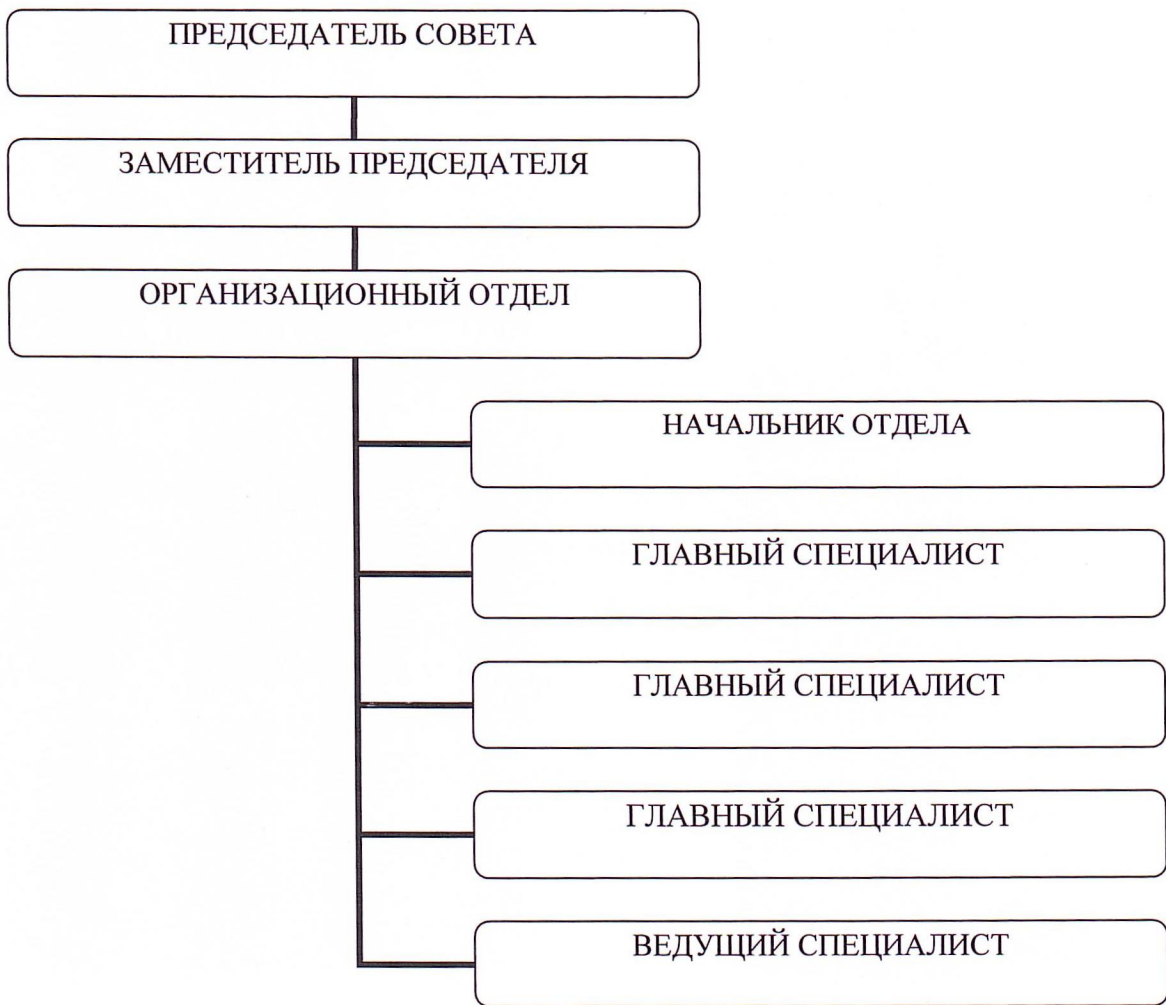 ПРЕДСЕДАТЕЛЬ СОВЕТА
ЗАМЕСТИТЕЛЬ ПРЕДСЕДАТЕЛЯ
ОРГАНИЗАЦИОННЫЙ ОТДЕЛ
НАЧАЛЬНИК ОТДЕЛА
ГЛАВНЫЙ СПЕЦИАЛИСТ
ГЛАВНЫЙ СПЕЦИАЛИСТ
ГЛАВНЫЙ СПЕЦИАЛИСТ
ВЕДУЩИЙ СПЕЦИАЛИСТ